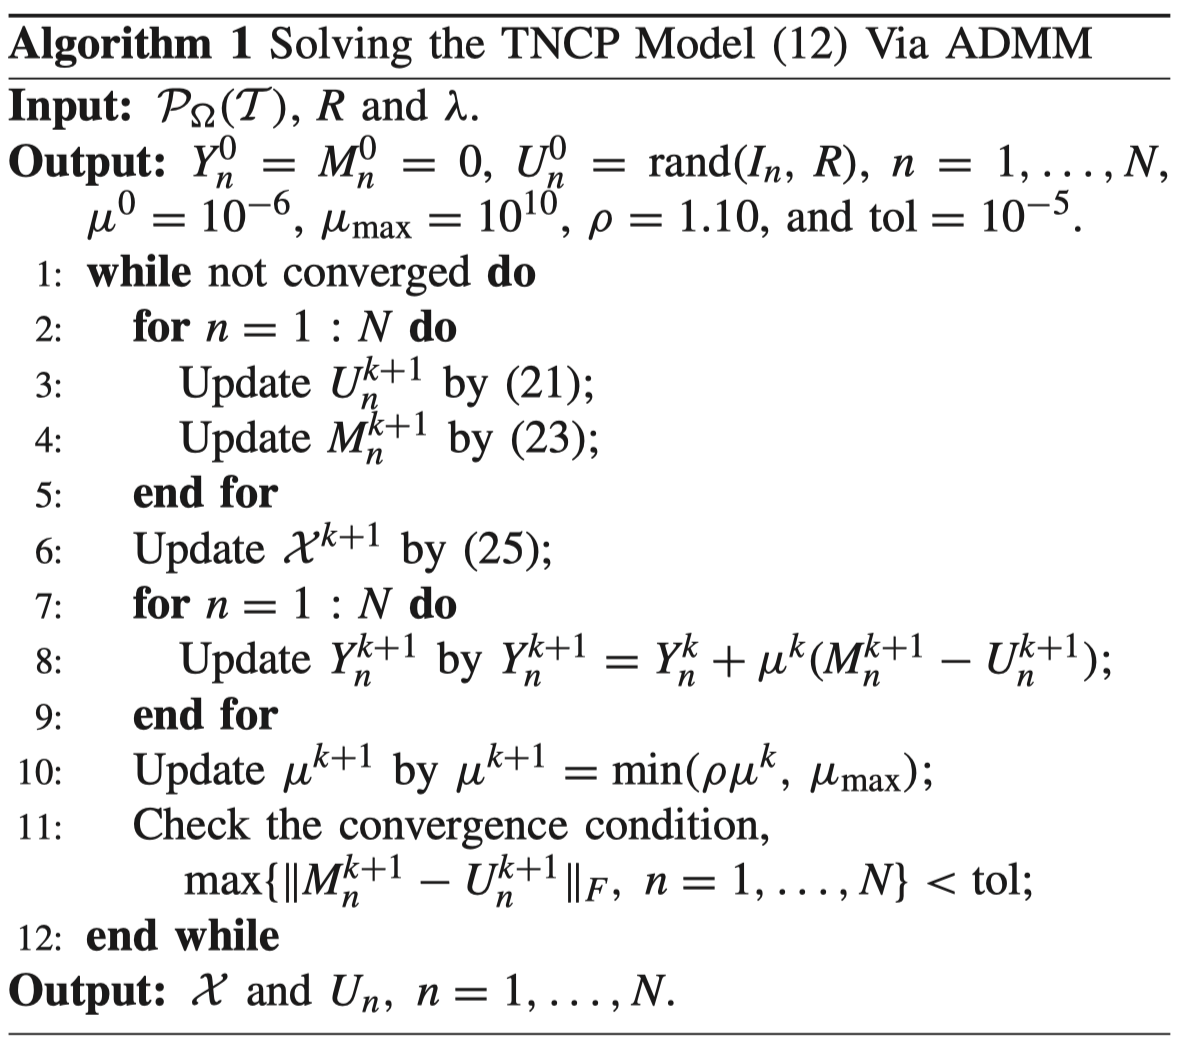 Algorithm 1 Solving the TNCP Model (12) Via ADMM
Input: $\mathcal{P}_\Omega(\mathcal{T})$, $R$ and $\lambda$.
Output: $Y_n^0 = M_n^0 = 0$, $U_n^0 = \text{rand}(I_n, R)$, $n = 1, \ldots, N$,
$\mu^0 = 10^{-6}$, $\mu_{\max} = 10^{10}$, $\rho = 1.10$, and tol $= 10^{-5}$.
1: while not converged do
2: for $n = 1 : N$ do
3: Update $U_n^{k+1}$ by (21);
4: Update $M_n^{k+1}$ by (23);
5: end for
6: Update $\mathcal{X}^{k+1}$ by (25);
7: for $n = 1 : N$ do
8: Update $Y_n^{k+1}$ by $Y_n^{k+1} = Y_n^k + \mu^k(M_n^{k+1} - U_n^{k+1})$;
9: end for
10: Update $\mu^{k+1}$ by $\mu^{k+1} = \min(\rho\mu^k, \mu_{\max})$;
11: Check the convergence condition,
$\max\{\|M_n^{k+1} - U_n^{k+1}\|_F, n = 1, \ldots, N\} < \text{tol}$;
12: end while
Output: $\mathcal{X}$ and $U_n$, $n = 1, \ldots, N$.